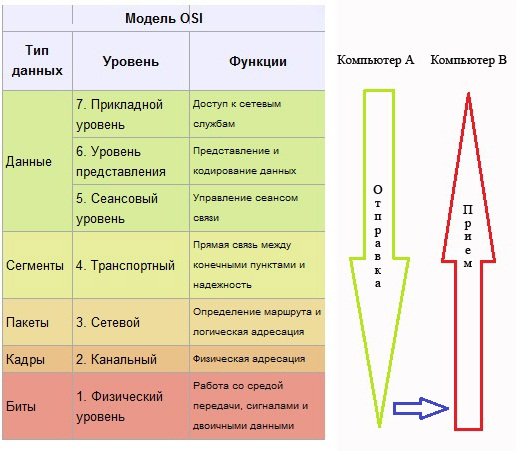 Модель OSI
Тип
данных
Уровень
Функции
Данные
7. Прикладной
уровень
Доступ к сетевым
службам
6. Уровень
представления
Представление и
кодирование данных
5. Сеансовый
уровень
Управление сеансом
связи
Сегменты
4. Транспортный
Прямая связь между
конечными пунктами и
надежность
Пакеты
3. Сетевой
Определение маршрута и
логическая адресация
Кадры
2. Канальный
Физическая адресация
Биты
1. Физический
уровень
Работа со средой
передачи, сигналами и
двоичными данными
Компьютер A
Компьютер B
Отправка
Прием